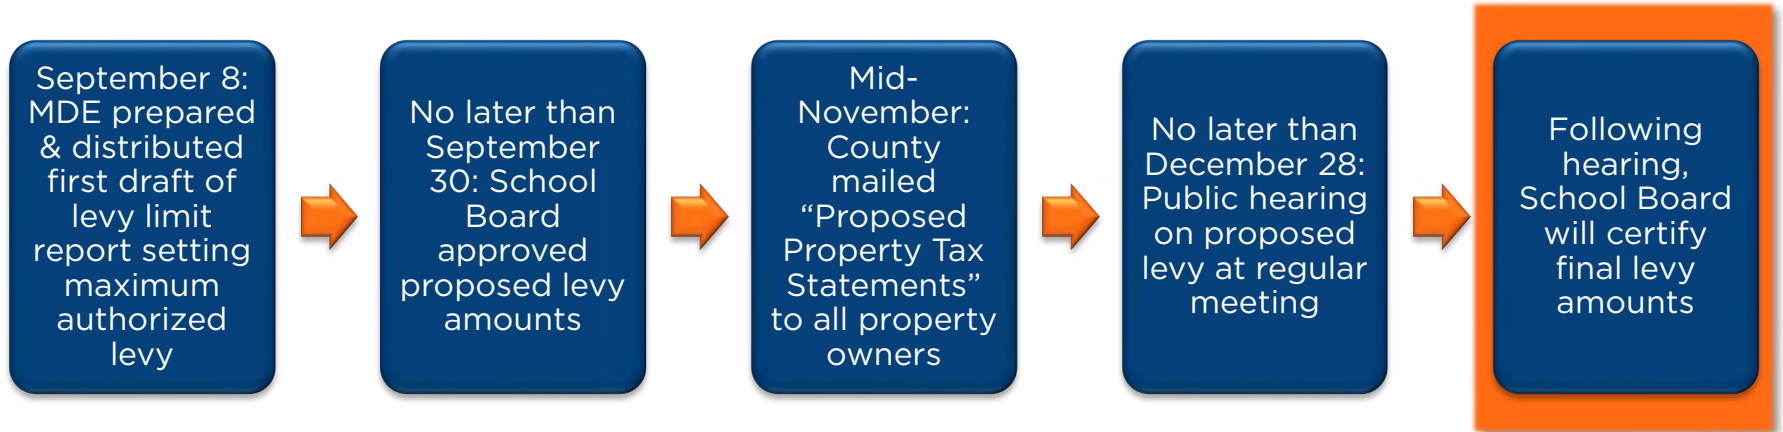 September 8:
MDE prepared
& distributed
first draft of
levy limit
report setting
maximum
authorized
levy
No later than
September
30: School
Board
approved
proposed levy
amounts
Mid-
November:
County
mailed
“Proposed
Property Tax
Statements”
to all property
owners
No later than
December 28:
Public hearing
on proposed
levy at regular
meeting
Following
hearing,
School Board
will certify
final levy
amounts